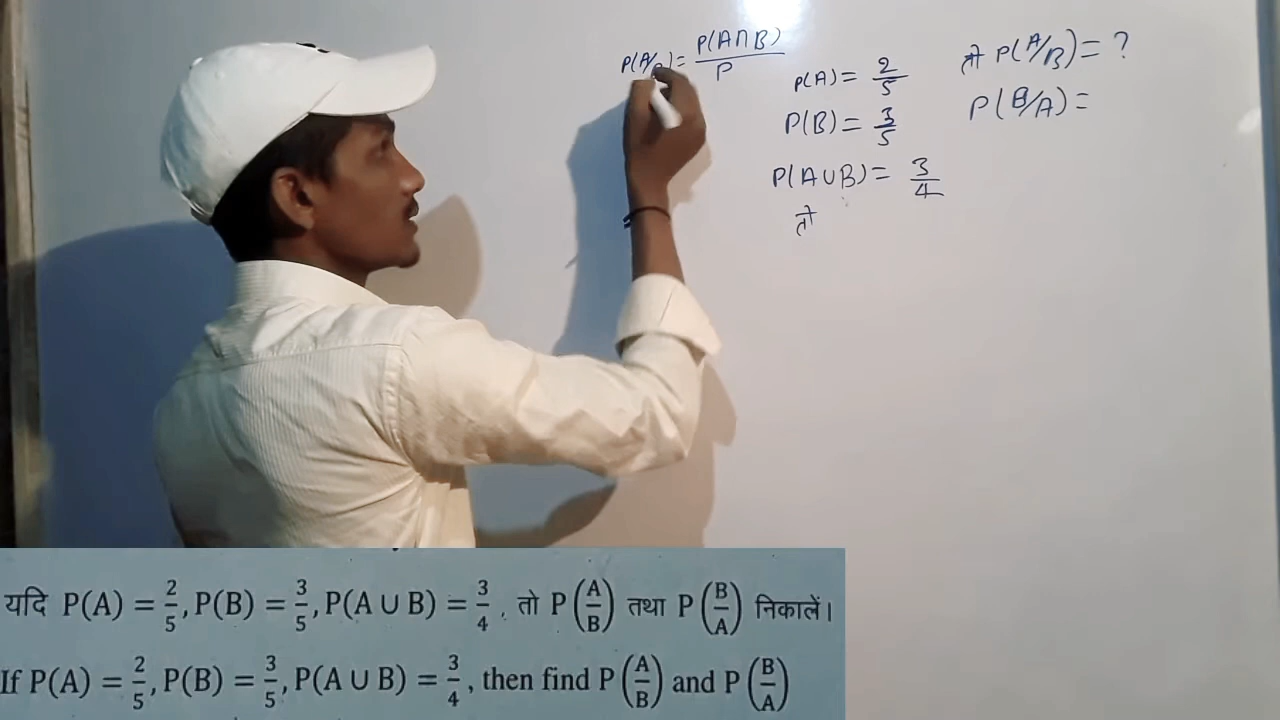 P(A/B) = P(A∩B)/P
P(A) = 2/5
P(B) = 3/5
P(A∪B) = 3/4
तो
तो P(A/B) = ?
P(B/A) =
यदि P(A) = 2/5, P(B) = 3/5, P(A ∪ B) = 3/4, तो P(A/B) तथा P(B/A) निकालें।
If P(A) = 2/5, P(B) = 3/5, P(A ∪ B) = 3/4, then find P(A/B) and P(B/A)